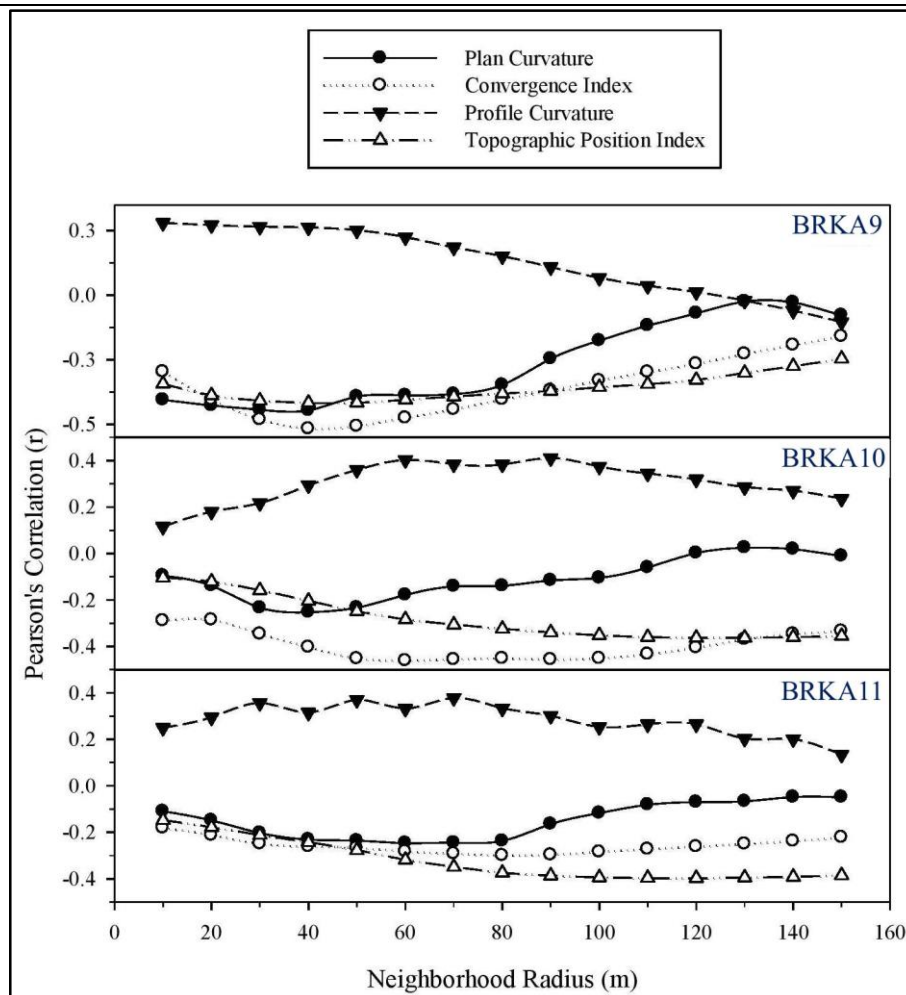 Plan Curvature
Convergence Index
Profile Curvature
Topographic Position Index
Pearson's Correlation (r)
BRKA9
0.3
0.0
-0.3
-0.5
BRKA10
0.4
0.2
0.0
-0.2
-0.4
BRKA11
0.4
0.2
0.0
-0.2
-0.4
0 20 40 60 80 100 120 140 160
Neighborhood Radius (m)